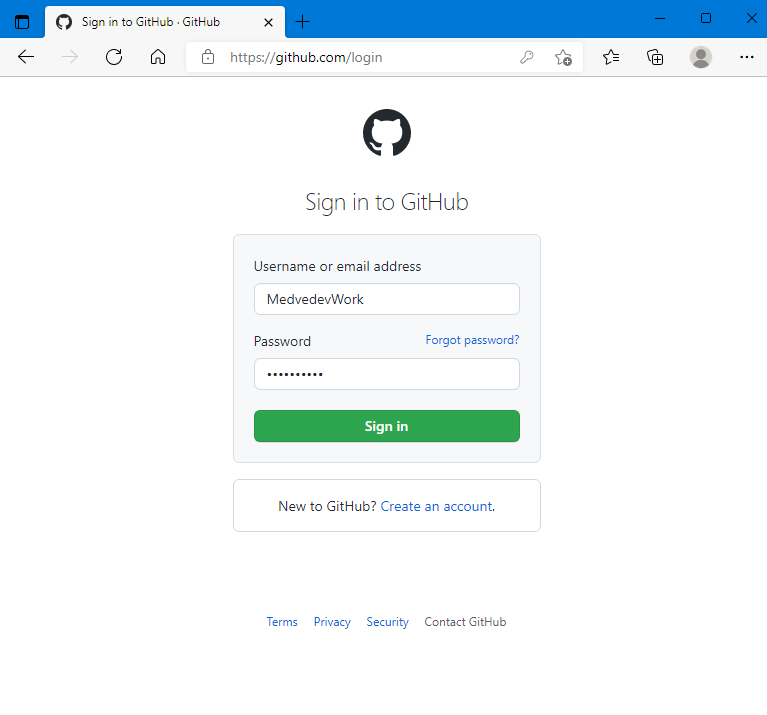 Sign in to GitHub · GitHub
https://github.com/login
Sign in to GitHub
Username or email address
MedvedevWork
Password Forgot password?
••••••••••
Sign in
New to GitHub? Create an account.
Terms Privacy Security Contact GitHub